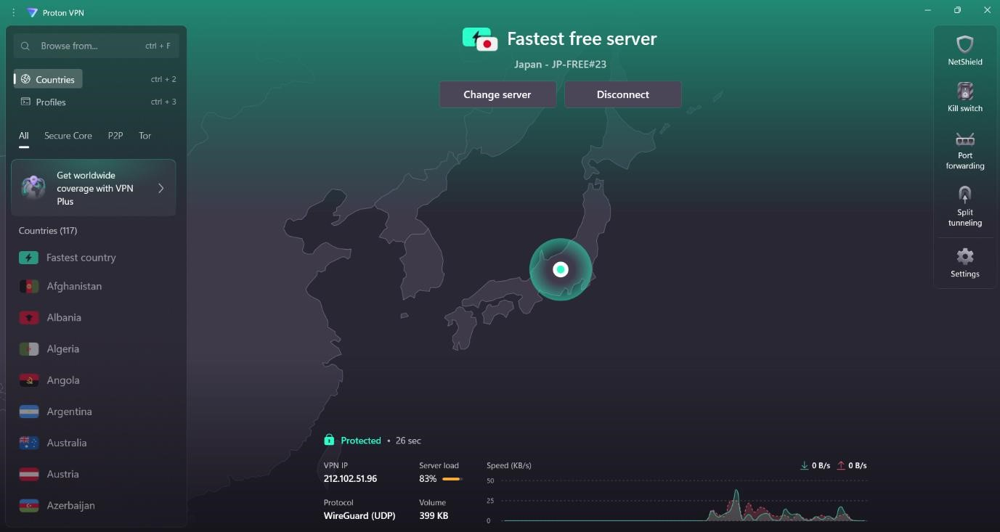 Proton VPN
Browse from...
ctrl + F
Countries
ctrl + 2
Profiles
ctrl + 3
All
Secure Core
P2P
Tor
Get worldwide
coverage with VPN
Plus
Countries (117)
Fastest country
Afghanistan
Albania
Algeria
Angola
Argentina
Australia
Austria
Azerbaijan
Fastest free server
Japan - JP-FREE#23
Change server
Disconnect
Protected • 26 sec
VPN IP
212.102.51.96
Server load
83%
Protocol
WireGuard (UDP)
Volume
399 KB
Speed (KB/s)
0 B/s
0 B/s
50
25
0
NetShield
Kill switch
Port
forwarding
Split
tunneling
Settings